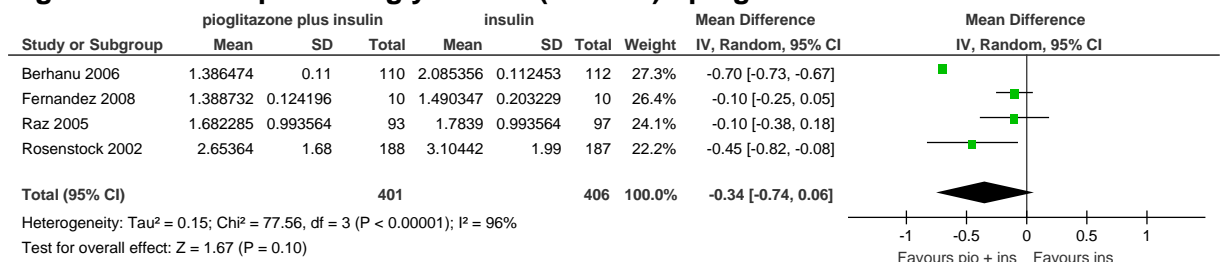 pioglitazone plus insulin insulin Mean Difference Mean Difference
Study or Subgroup Mean SD Total Mean SD Total Weight IV, Random, 95% CI IV, Random, 95% CI
Berhanu 2006 1.386474 0.11 110 2.085356 0.112453 112 27.3% -0.70 [-0.73, -0.67]
Fernandez 2008 1.388732 0.124196 10 1.490347 0.203229 10 26.4% -0.10 [-0.25, 0.05]
Raz 2005 1.682285 0.993564 93 1.7839 0.993564 97 24.1% -0.10 [-0.38, 0.18]
Rosenstock 2002 2.65364 1.68 188 3.10442 1.99 187 22.2% -0.45 [-0.82, -0.08]
Total (95% CI) 401 406 100.0% -0.34 [-0.74, 0.06]
Heterogeneity: Tau² = 0.15; Chi² = 77.56, df = 3 (P < 0.00001); I² = 96%
Test for overall effect: Z = 1.67 (P = 0.10)
-1 -0.5 0 0.5 1
Favours pio + ins Favours ins